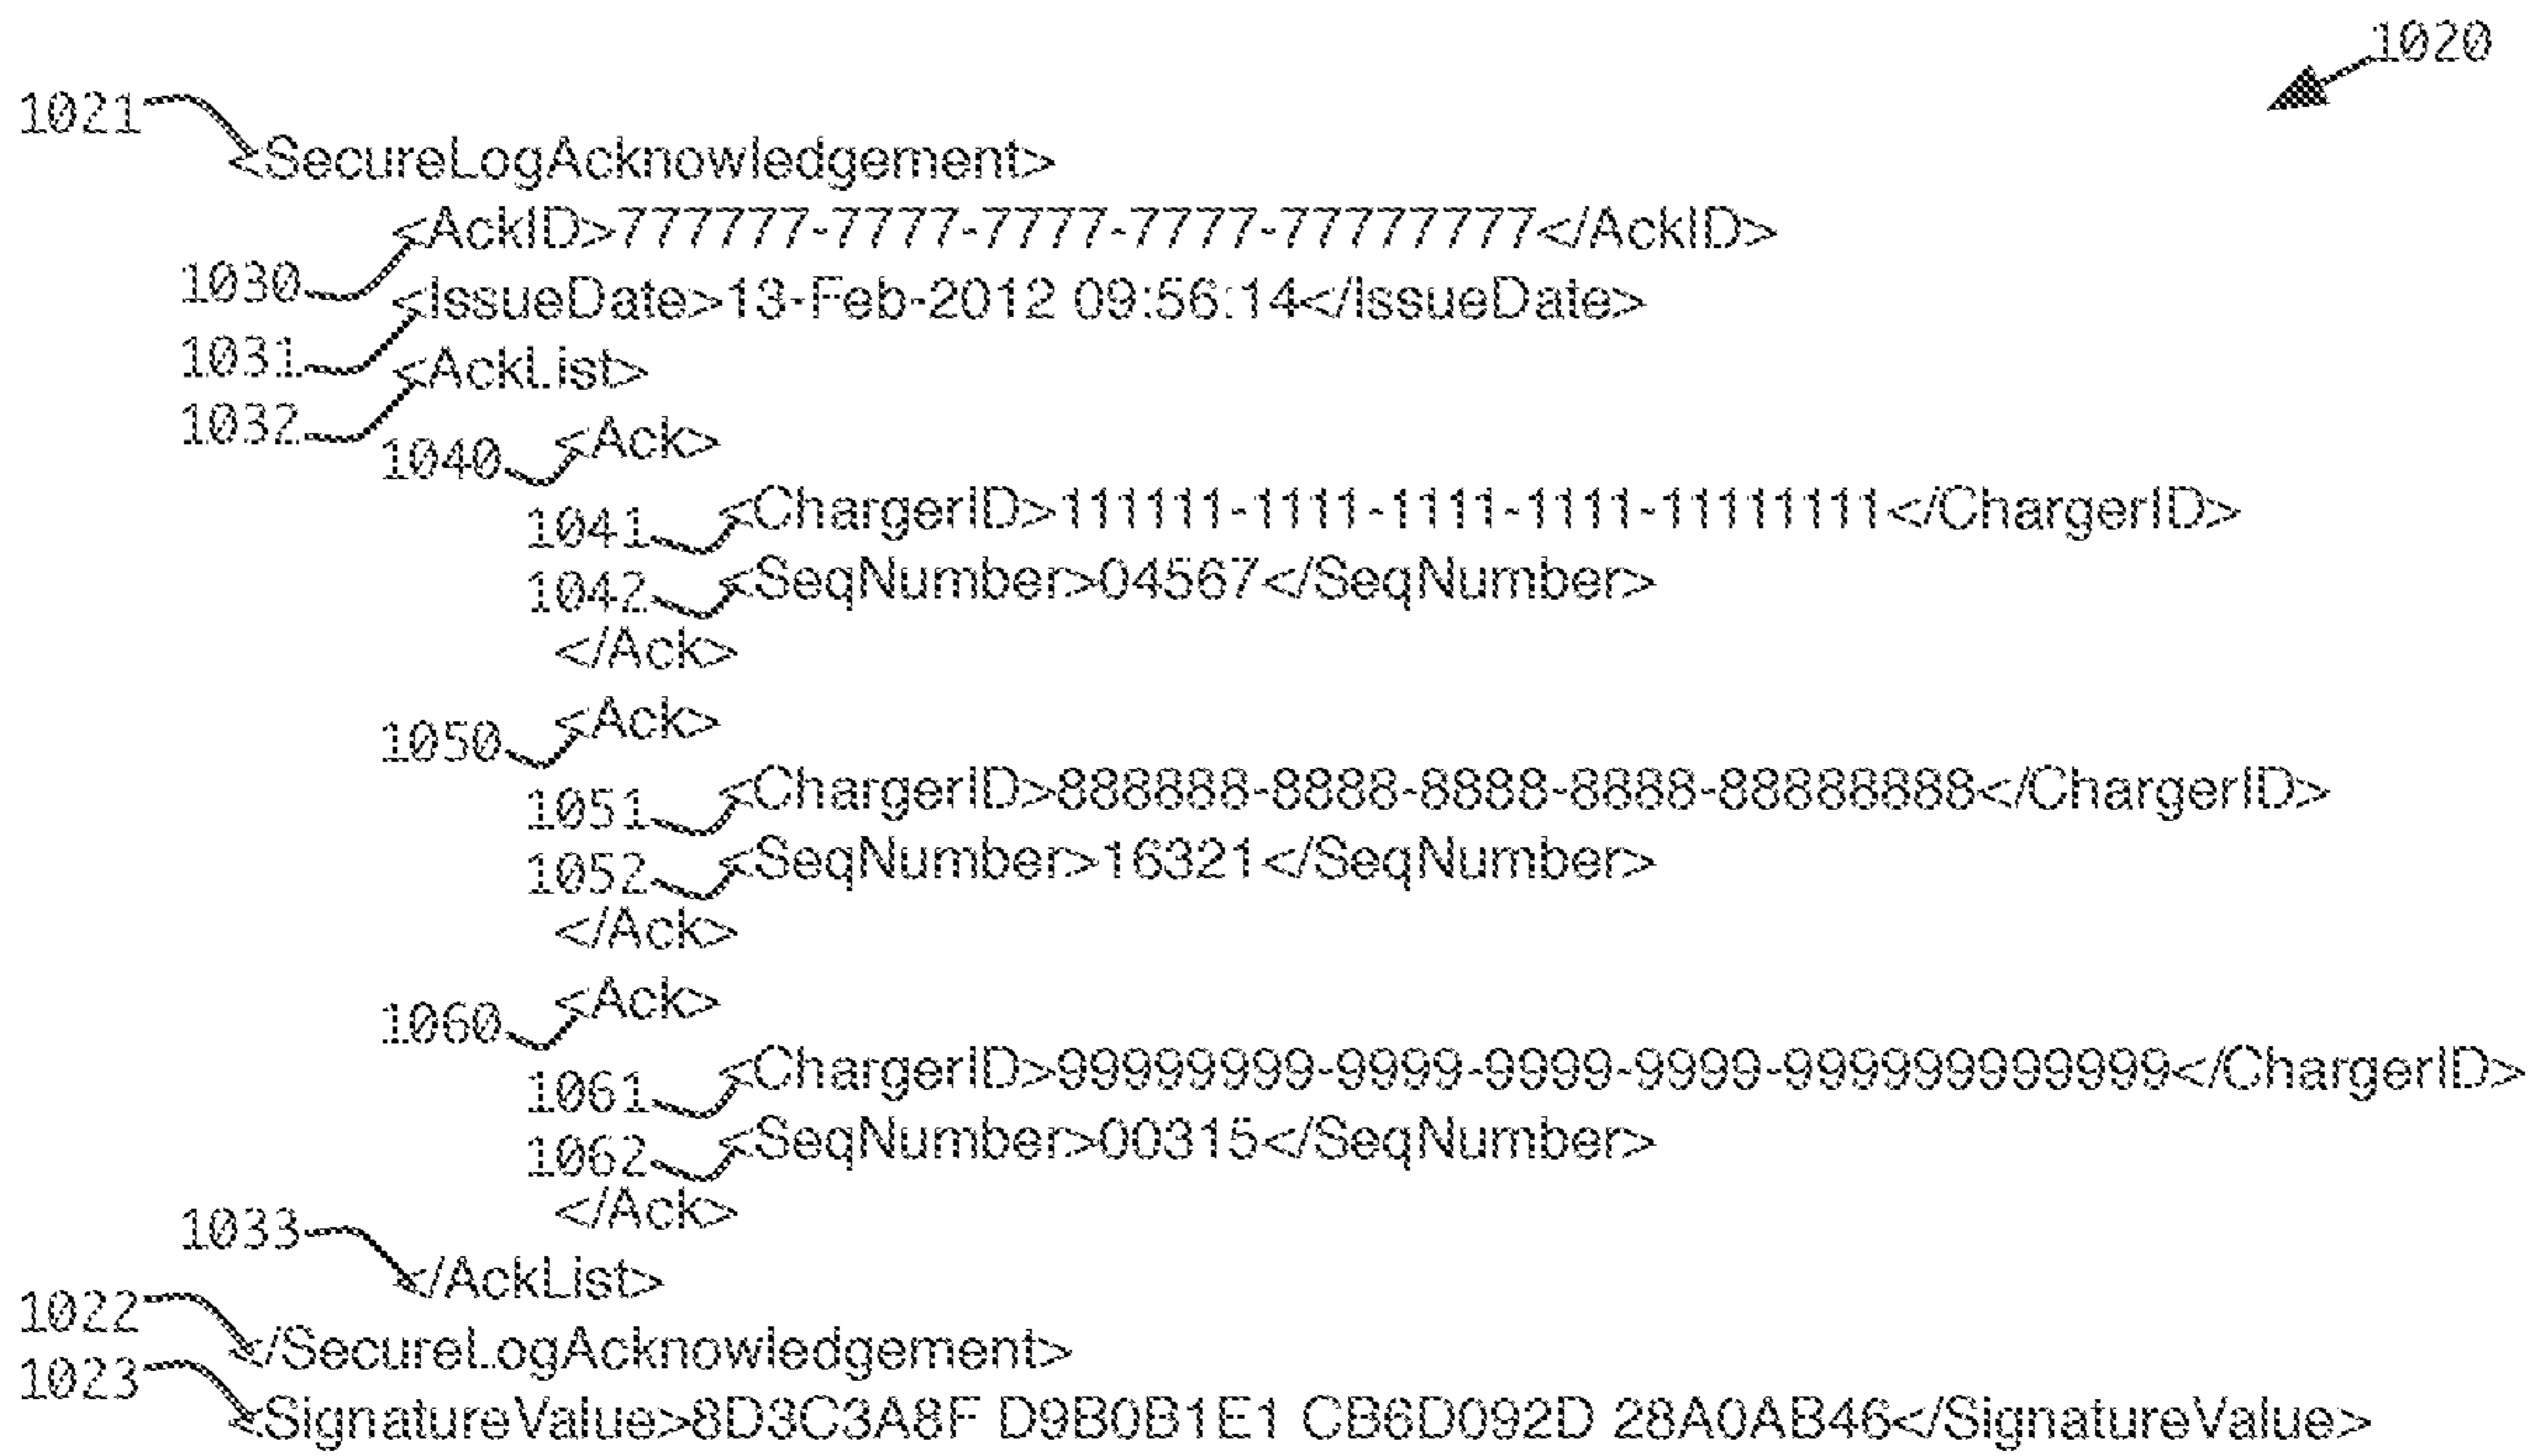 1020
1021 <SecureLogAcknowledgement>
<AckID>777777-7777-7777-7777-77777777</AckID>
1030 <IssueDate>13-Feb-2012 09:56:14</IssueDate>
1031 <AckList>
1032 <Ack>
1040
1041 <ChargerID>111111-1111-1111-1111-11111111</ChargerID>
1042 <SeqNumber>04567</SeqNumber>
</Ack>
<Ack>
1050
1051 <ChargerID>888888-8888-8888-8888-88888888</ChargerID>
1052 <SeqNumber>16321</SeqNumber>
</Ack>
<Ack>
1060
1061 <ChargerID>99999999-9999-9999-9999-999999999999</ChargerID>
1062 <SeqNumber>00315</SeqNumber>
</Ack>
1033 </AckList>
1022 </SecureLogAcknowledgement>
1023 <SignatureValue>8D3C3A8F D9B0B1E1 CB6D092D 28A0AB46</SignatureValue>